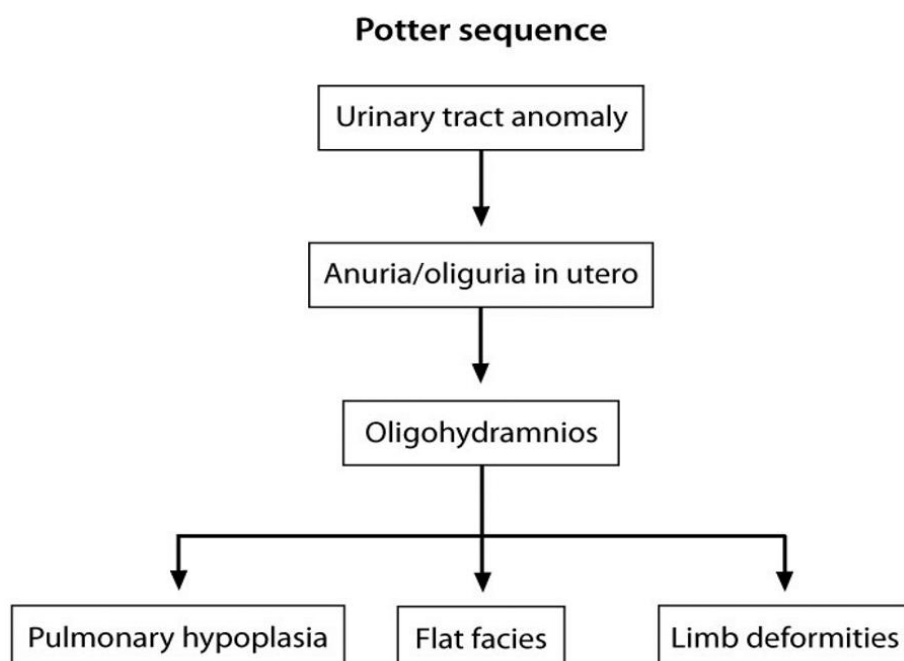 Potter sequence
Urinary tract anomaly
Anuria/oliguria in utero
Oligohydramnios
Pulmonary hypoplasia
Flat facies
Limb deformities